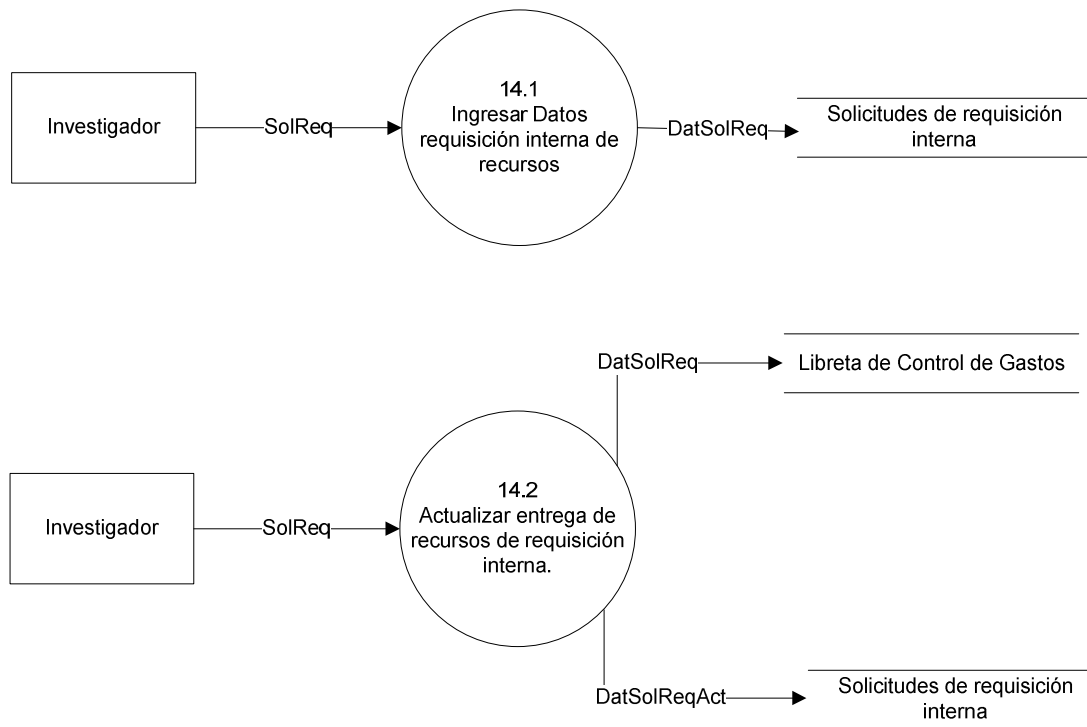 Investigador
SolReq
14.1
Ingresar Datos
requisición interna de
recursos
DatSolReq
Solicitudes de requisición
interna
DatSolReq
Libreta de Control de Gastos
Investigador
SolReq
14.2
Actualizar entrega de
recursos de requisición
interna.
DatSolReqAct
Solicitudes de requisición
interna